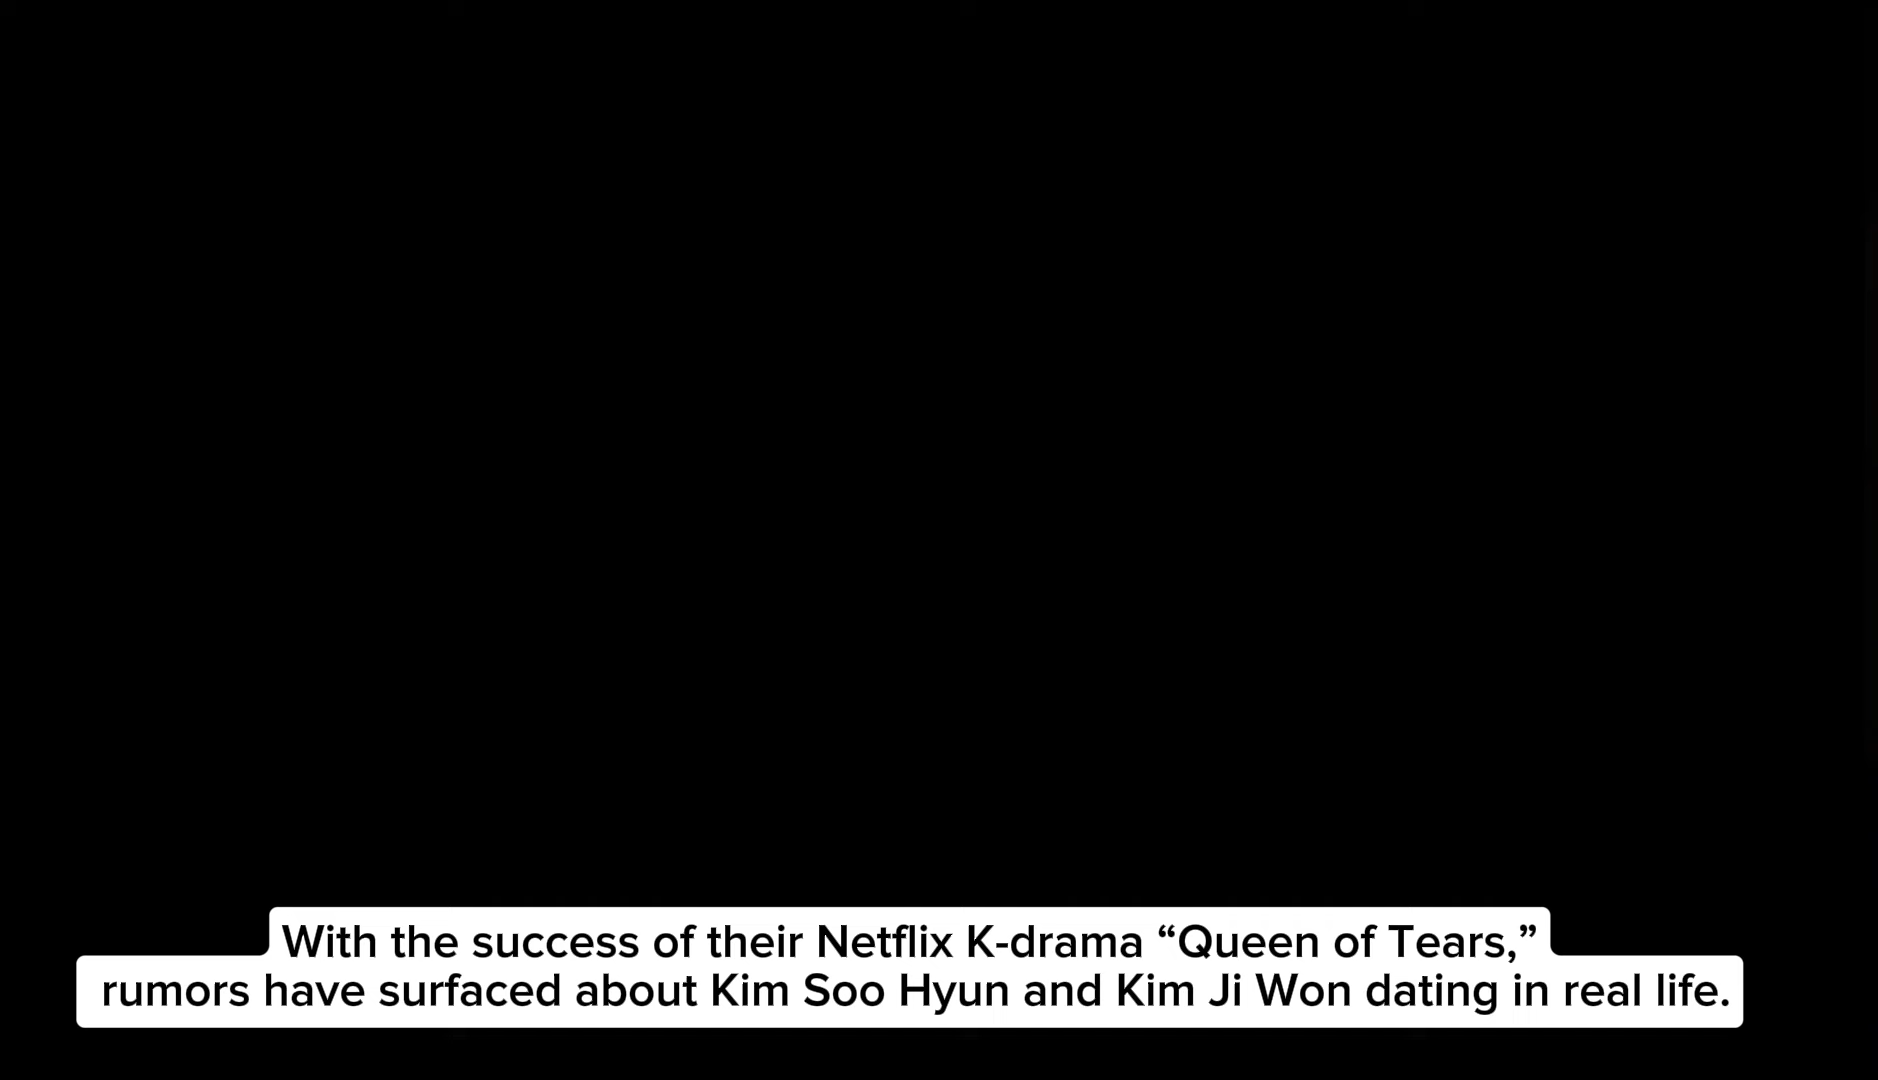 With the success of their Netflix K-drama “Queen of Tears,”
rumors have surfaced about Kim Soo Hyun and Kim Ji Won dating in real life.